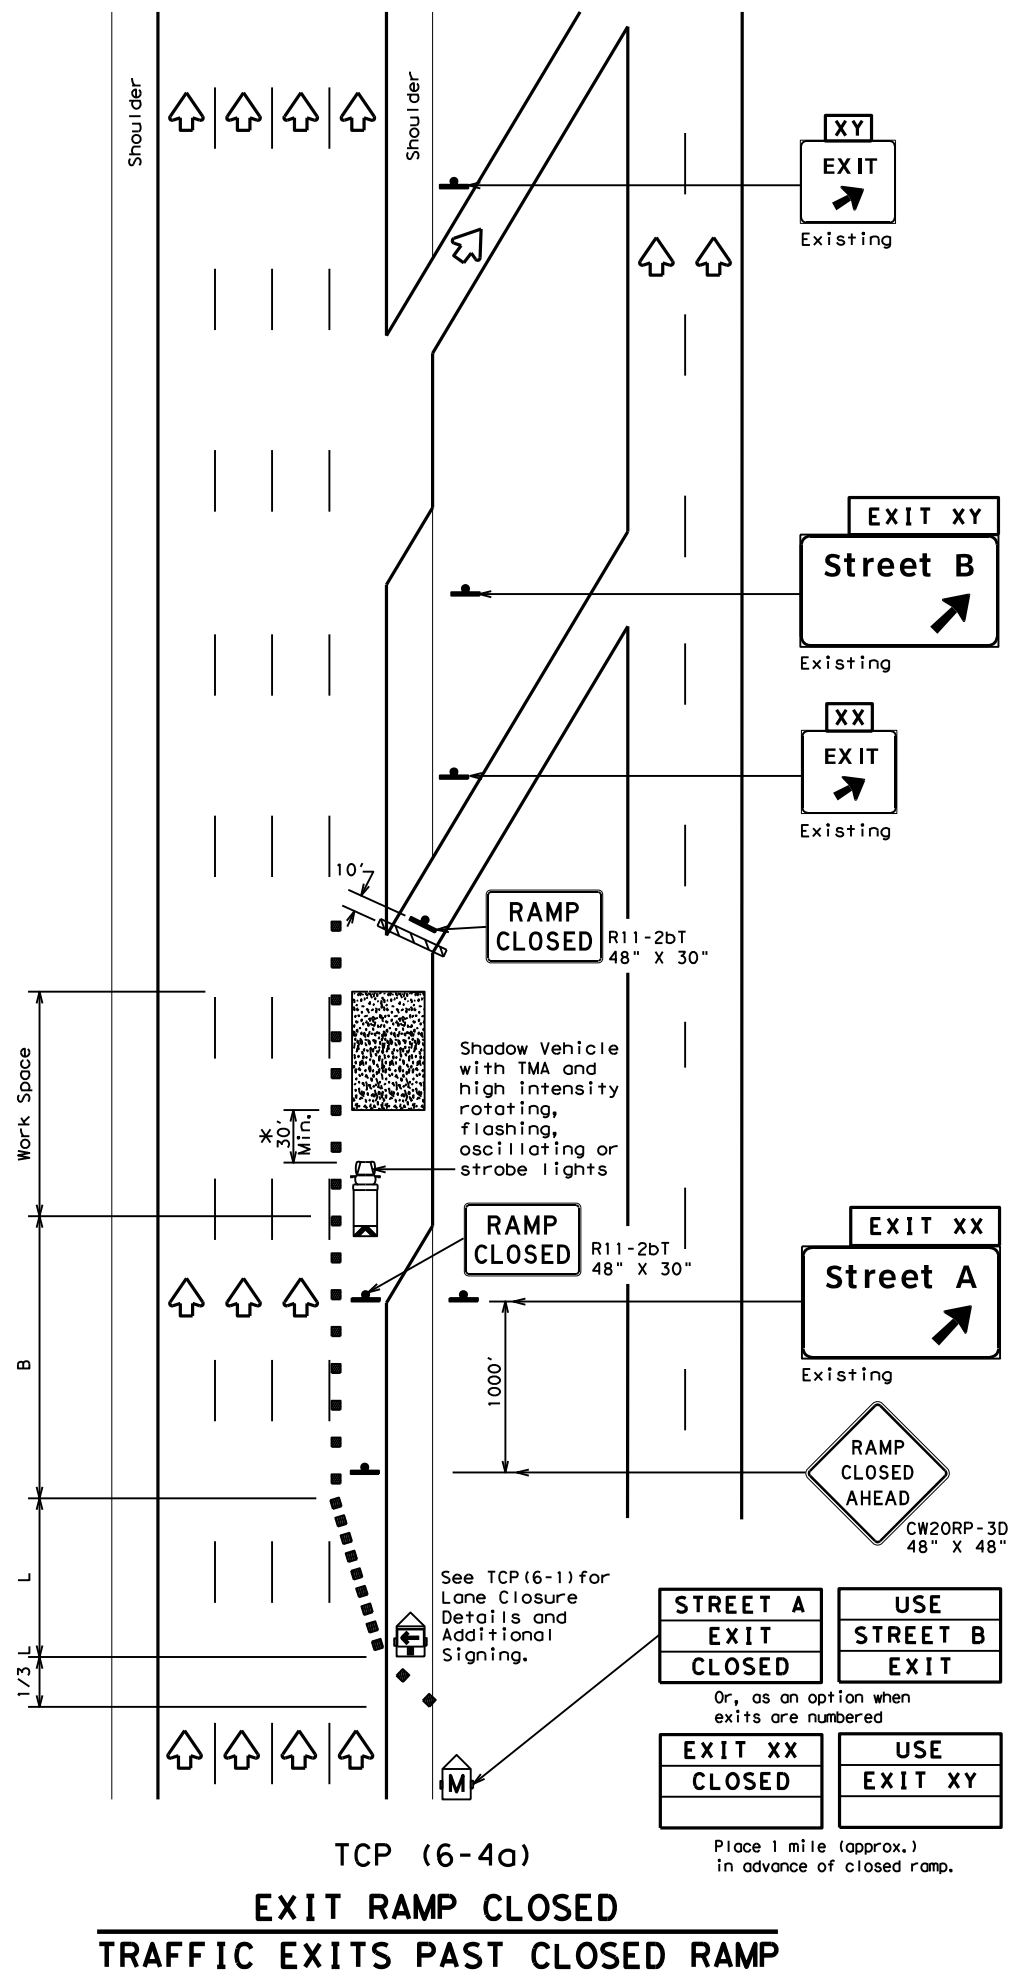 Shoulder
Shoulder
XY
EXIT
Existing
EXIT XY
Street B
Existing
XX
EXIT
Existing
10'
RAMP
CLOSED
R11-2bT
48" X 30"
Work Space
*
30'
Min.
Shadow Vehicle
with TMA and
high intensity
rotating,
flashing,
oscillating or
strobe lights
RAMP
CLOSED
R11-2bT
48" X 30"
EXIT XX
Street A
Existing
B
1000'
RAMP
CLOSED
AHEAD
CW20RP-3D
48" X 48"
L
1/3 L
See TCP(6-1)for
Lane Closure
Details and
Additional
Signing.
STREET A
EXIT
CLOSED
USE
STREET B
EXIT
Or, as an option when
exits are numbered
EXIT XX
CLOSED
USE
EXIT XY
M
Place 1 mile (approx.)
in advance of closed ramp.
TCP (6-4a)
EXIT RAMP CLOSED
TRAFFIC EXITS PAST CLOSED RAMP